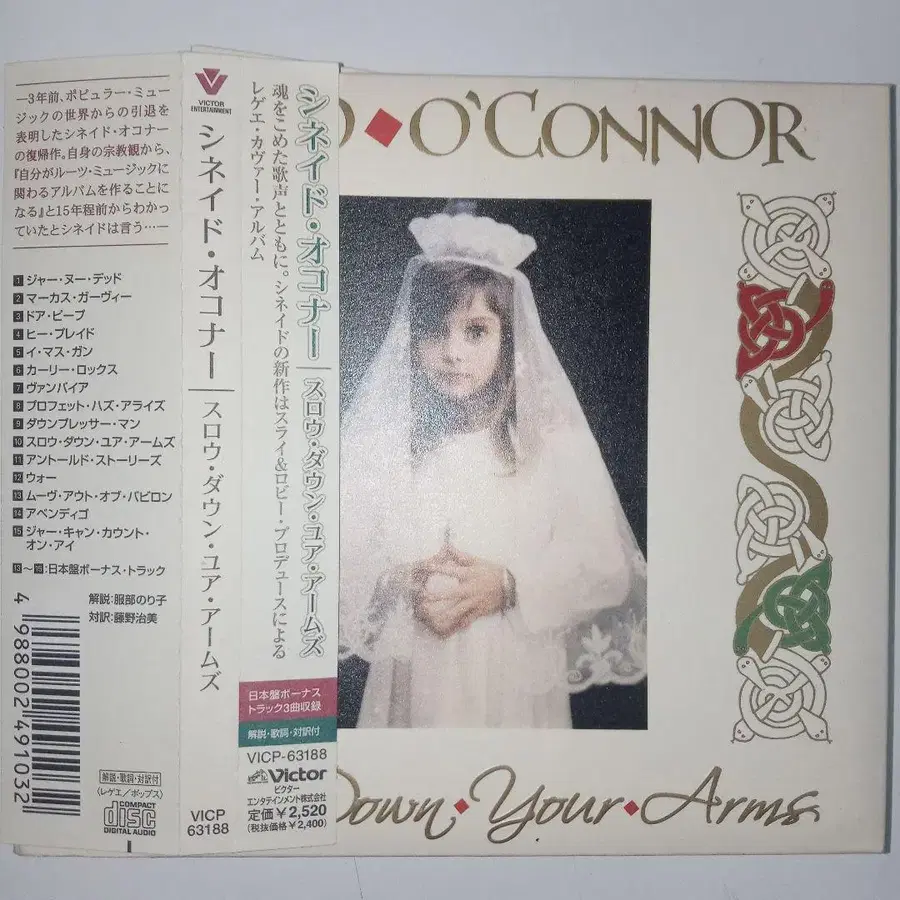 ―3年前、ポピュラー・ミュー
ジックの世界からの引退を
表明したシネイド・オコナー
の復帰作。自身の宗教観から、
『自分がルーツ・ミュージックに
関わるアルバムを作ることに
なる』と15年程前からわかっ
ていたとシネイドは言う…―
1 ジャー・ヌー・デッド
2 マーカス・ガーヴィー
3 ドア・ピープ
4 ヒー・プレイド
5 イ・マス・ガン
6 カーリー・ロックス
7 ヴァンパイア
8 プロフェット・ハズ・アライズ
9 ダウンプレッサー・マン
10 スロウ・ダウン・ユア・アームズ
11 アントールド・ストーリーズ
12 ウォー
13 ムーヴ・アウト・オブ・バビロン
14 アベンディゴ
15 ジャー・キャン・カウント・
オン・アイ
13～15:日本盤ボーナス・トラック
解説:服部のり子
対訳:藤野治美
4 988002 491032
解説・歌詞・対訳付
(レゲエ/ポップス)
COMPACT
disc
DIGITAL AUDIO
VICTOR
ENTERTAINMENT
シネイド・オコナー
スロウ・ダウン・ユア・アームズ
VICP
63188
シネイド・オコナー
スロウ・ダウン・ユア・アームズ
魂をこめた歌声とともに。シネイドの新作はスライ&ロビー・プロデュースによる
レゲエ・カヴァー・アルバム
日本盤ボーナス
トラック3曲収録
解説・歌詞・対訳付
VICP-63188
Victor
ビクター
エンタテインメント株式会社
定価¥2,520
(税抜価格¥2,400)
D O'CONNOR
Down Your Arms